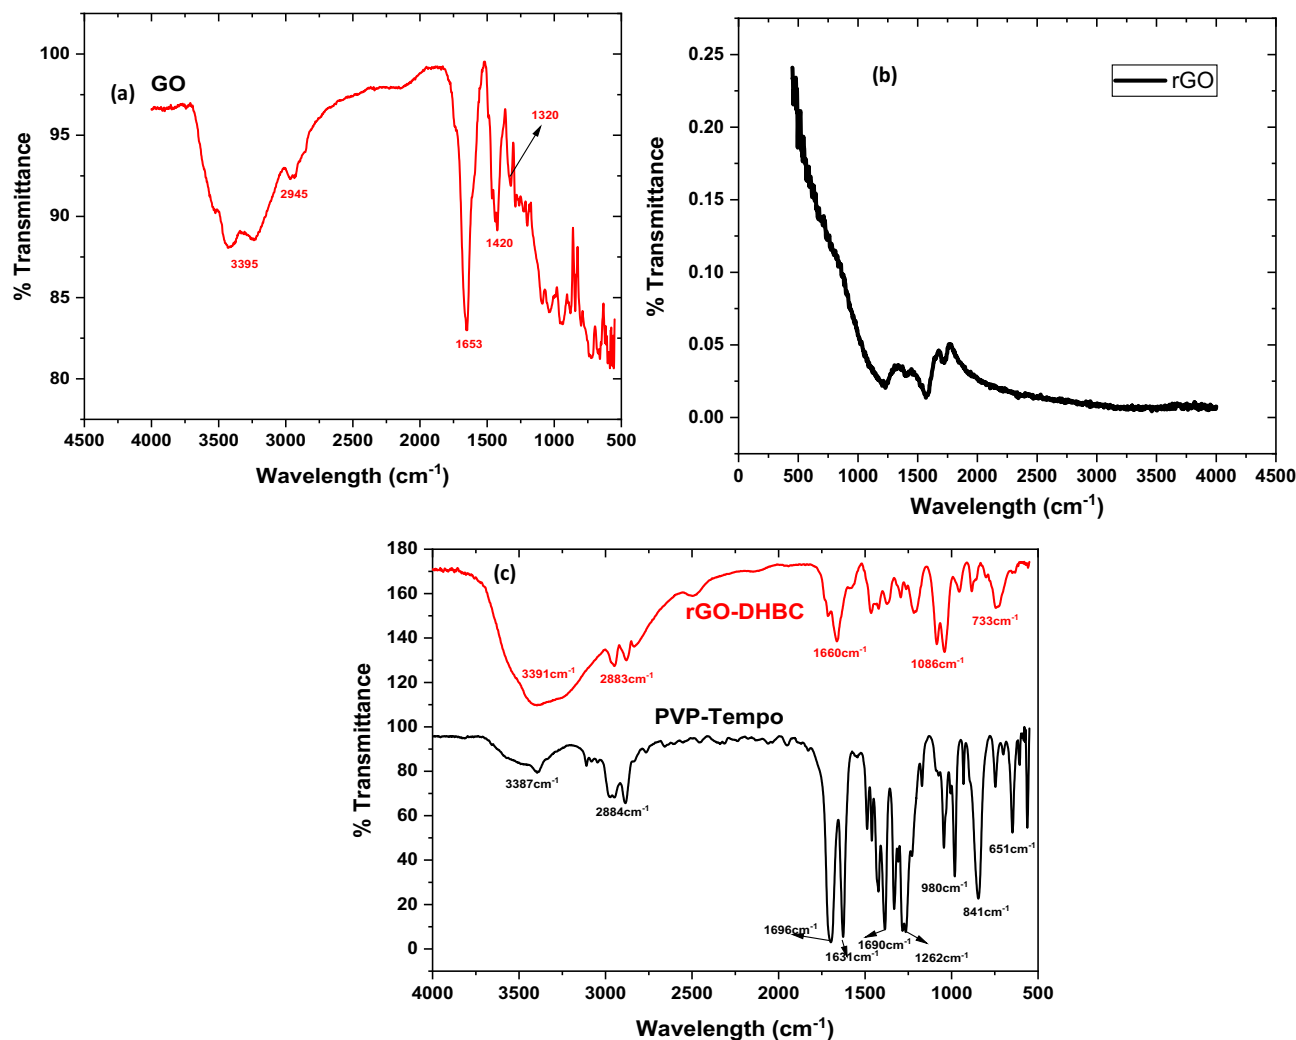 (a)
GO
1320
2945
3395
1420
1653
100
95
90
85
80
% Transmittance
4500 4000 3500 3000 2500 2000 1500 1000 500
Wavelength (cm-1)
(b)
rGO
0.25
0.20
0.15
0.10
0.05
0.00
% Transmittance
0 500 1000 1500 2000 2500 3000 3500 4000 4500
Wavelength (cm-1)
(c)
180
160
140
120
100
80
60
40
20
0
% Transmittance
rGO-DHBC
3391cm-1
2883cm-1
1660cm-1
1086cm-1
733cm-1
PVP-Tempo
3387cm-1
2884cm-1
1696cm-1
1631cm-1
1690cm-1
1262cm-1
980cm-1
841cm-1
651cm-1
4000 3500 3000 2500 2000 1500 1000 500
Wavelength (cm-1)